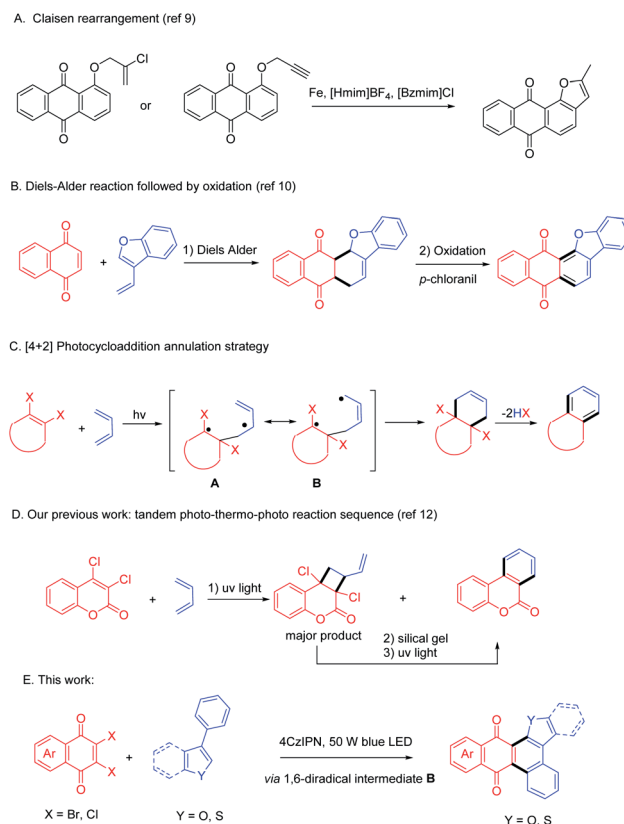 A. Claisen rearrangement (ref 9)
O
O
O
Cl
or
O
O
O
Fe, [Hmim]BF4, [Bzmim]Cl
O
O
O
Me
B. Diels-Alder reaction followed by oxidation (ref 10)
O
O
+
O
1) Diels Alder
O
O
O
2) Oxidation
p-chloranil
O
O
O
C. [4+2] Photocycloaddition annulation strategy
X
X
+
hv
X
X
A
X
X
B
X
X
-2HX
D. Our previous work: tandem photo-thermo-photo reaction sequence (ref 12)
Cl
Cl
O
O
+
1) uv light
Cl
Cl
O
O
major product
+
O
O
2) silical gel
3) uv light
E. This work:
O
O
Ar
X
X
X = Br, Cl
+
Y
Y = O, S
4CzIPN, 50 W blue LED
via 1,6-diradical intermediate B
O
O
Ar
Y
Y = O, S